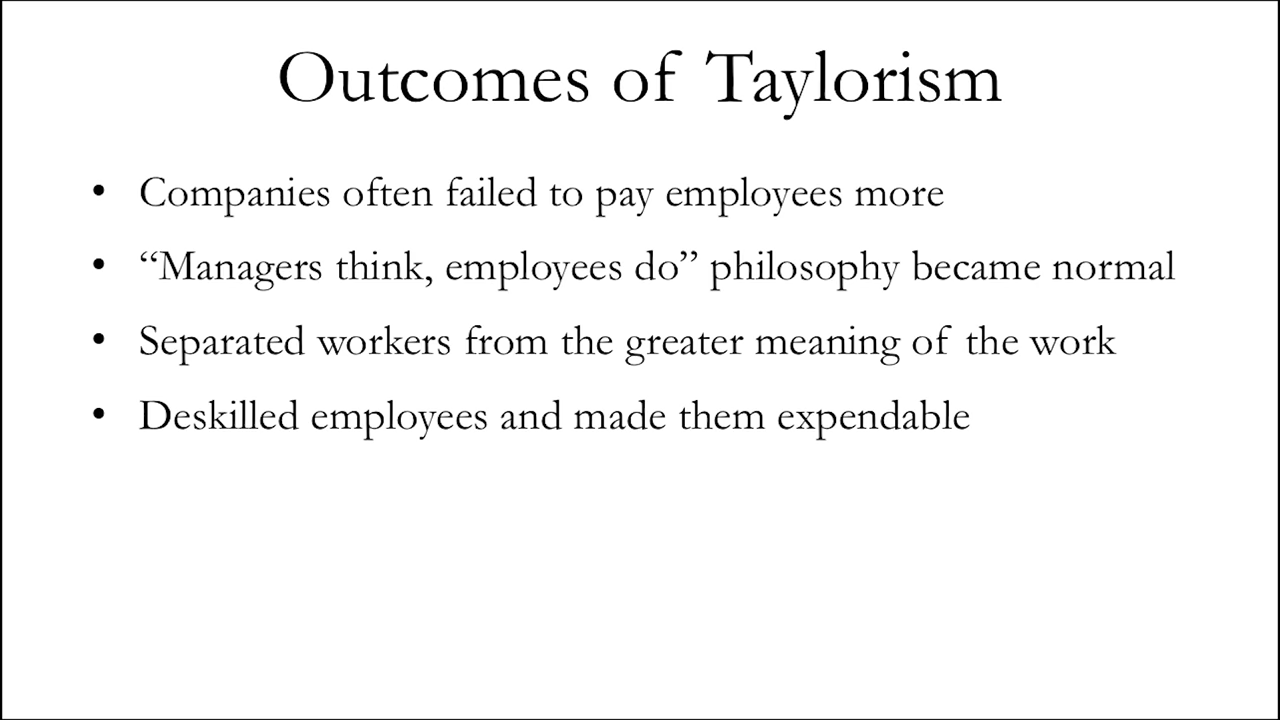 Outcomes of Taylorism
• Companies often failed to pay employees more
• “Managers think, employees do” philosophy became normal
• Separated workers from the greater meaning of the work
• Deskilled employees and made them expendable